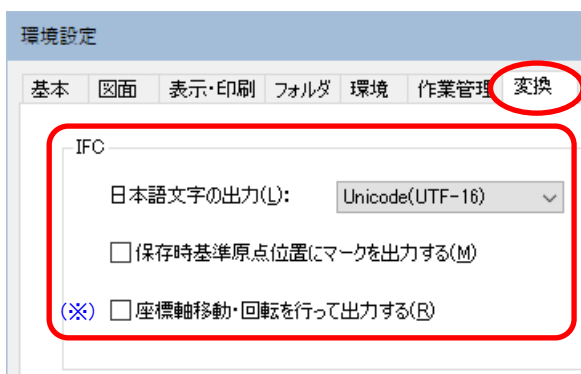 環境設定
基本 図面 表示・印刷 フォルダ 環境 作業管理 変換
IFC
日本語文字の出力(L): Unicode(UTF-16)
保存時基準原点位置にマークを出力する(M)
(※) 座標軸移動・回転を行って出力する(R)